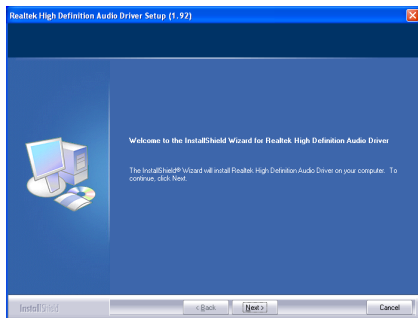 Realtek High Definition Audio Driver Setup (1.92)
Welcome to the InstallShield Wizard for Realtek High Definition Audio Driver
The InstallShield® Wizard will install Realtek High Definition Audio Driver on your computer. To
continue, click Next.
InstallShield
< Back
Next >
Cancel